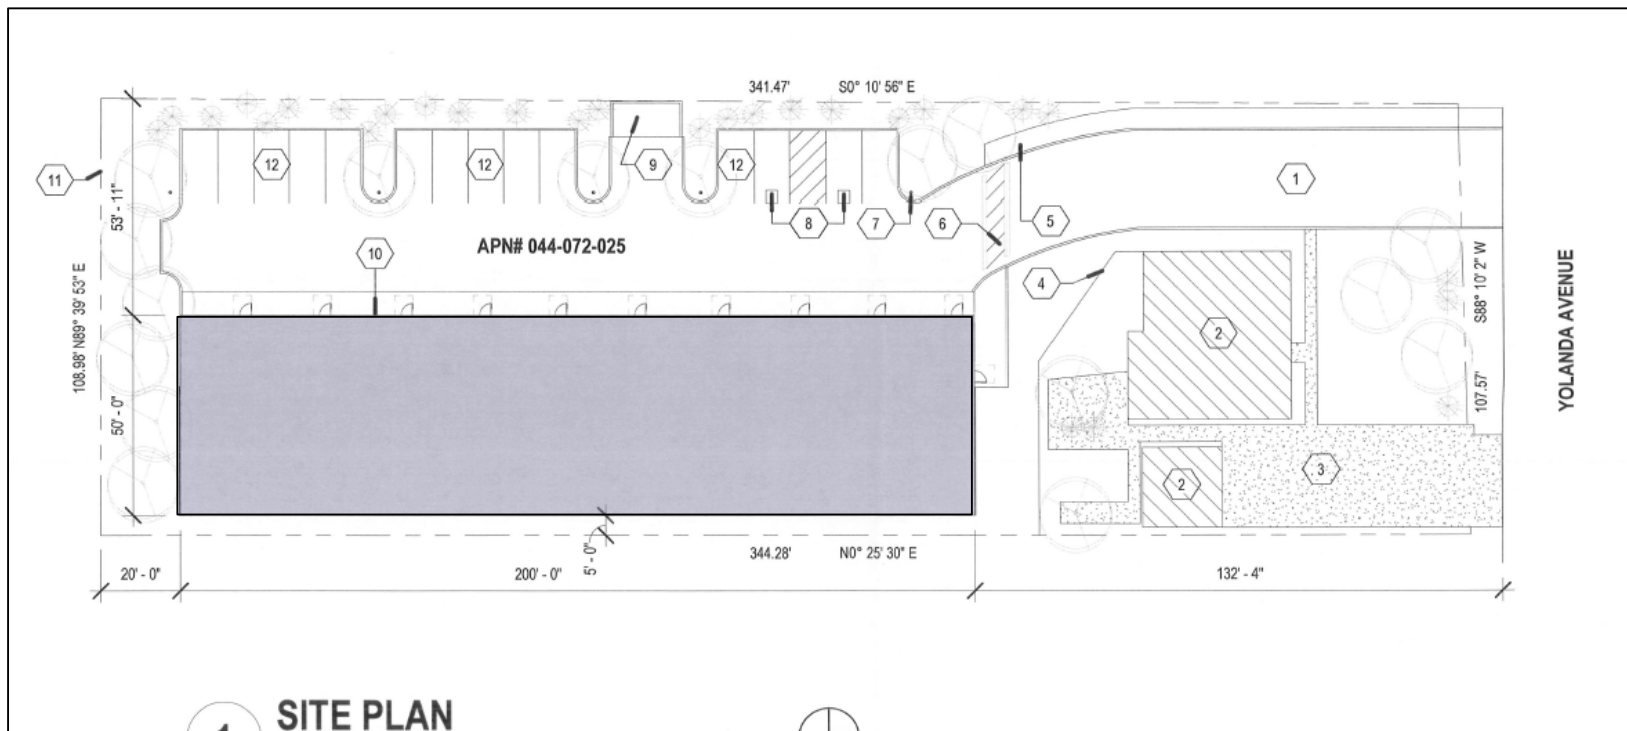 341.47' S0° 10' 56" E
12
12
9
12
1
11
53' - 11"
8
7
6
5
APN# 044-072-025
10
4
108.98' N89° 39' 53" E
2
S88° 10' 2" W
107.57'
YOLANDA AVENUE
50' - 0"
2
3
5' - 0"
344.28' N0° 25' 30" E
20' - 0"
200' - 0"
132' - 4"
1
SITE PLAN